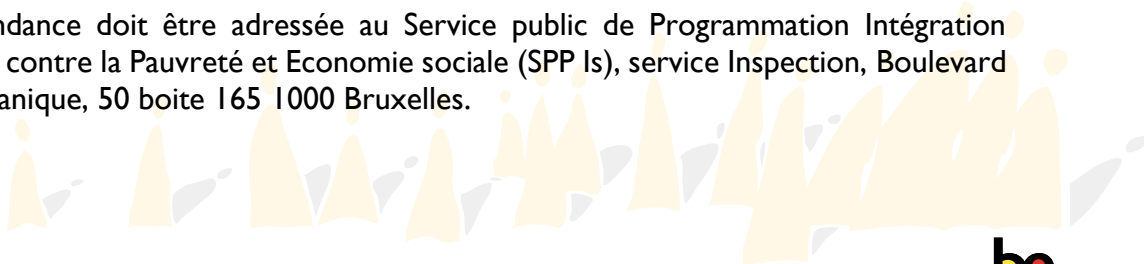 ndance doit être adressée au Service public de Programmation Intégration
contre la Pauvreté et Economie sociale (SPP Is), service Inspection, Boulevard
anique, 50 boite 165 1000 Bruxelles.
be